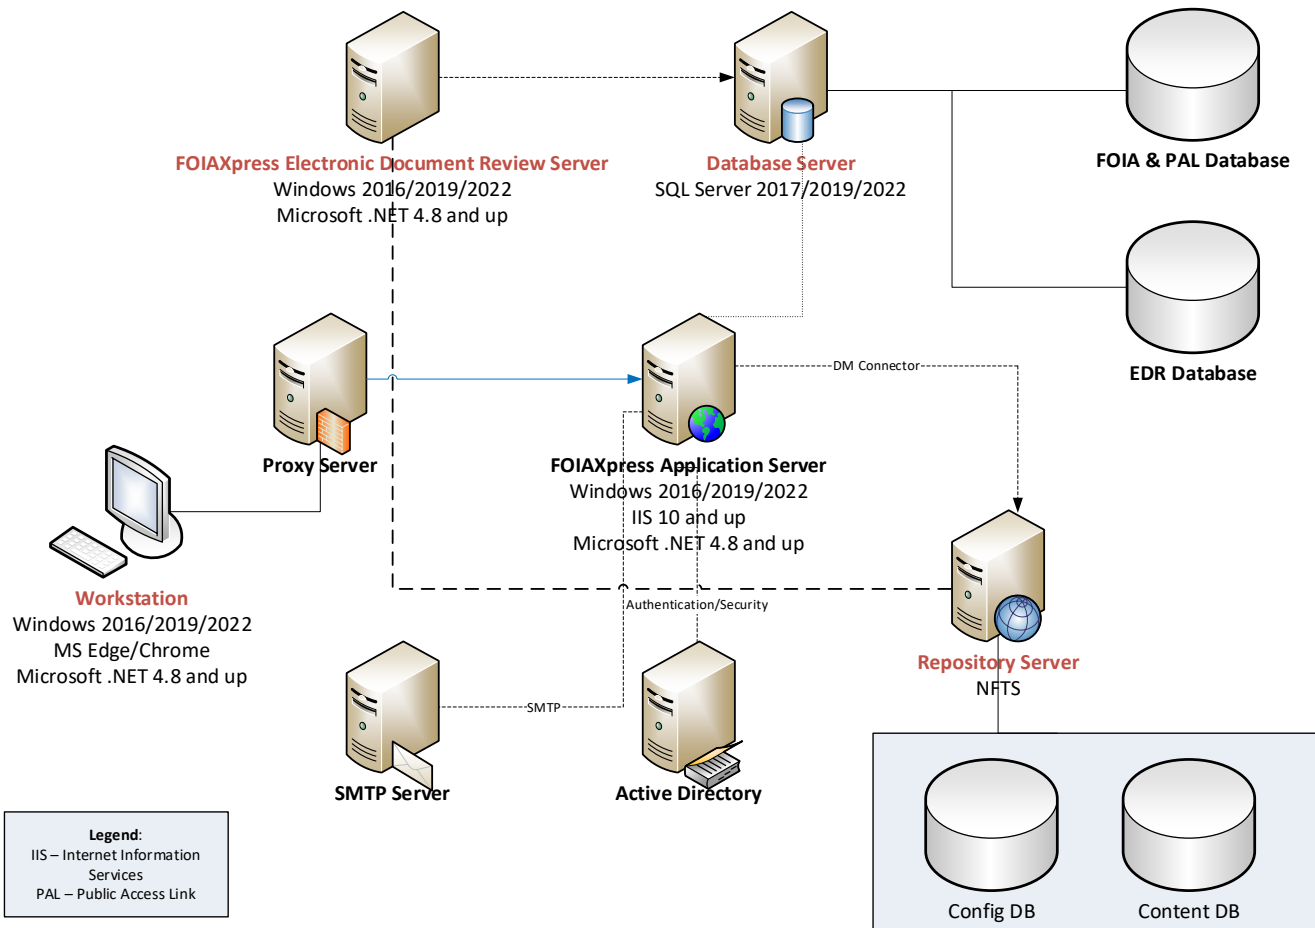 FOIAXpress Electronic Document Review Server
Windows 2016/2019/2022
Microsoft .NET 4.8 and up
Database Server
SQL Server 2017/2019/2022
FOIA & PAL Database
EDR Database
DM Connector
Proxy Server
FOIAXpress Application Server
Windows 2016/2019/2022
IIS 10 and up
Microsoft .NET 4.8 and up
Workstation
Windows 2016/2019/2022
MS Edge/Chrome
Microsoft .NET 4.8 and up
Authentication/Security
Repository Server
NFTS
SMTP
SMTP Server
Active Directory
Legend:
IIS – Internet Information
Services
PAL – Public Access Link
Config DB
Content DB